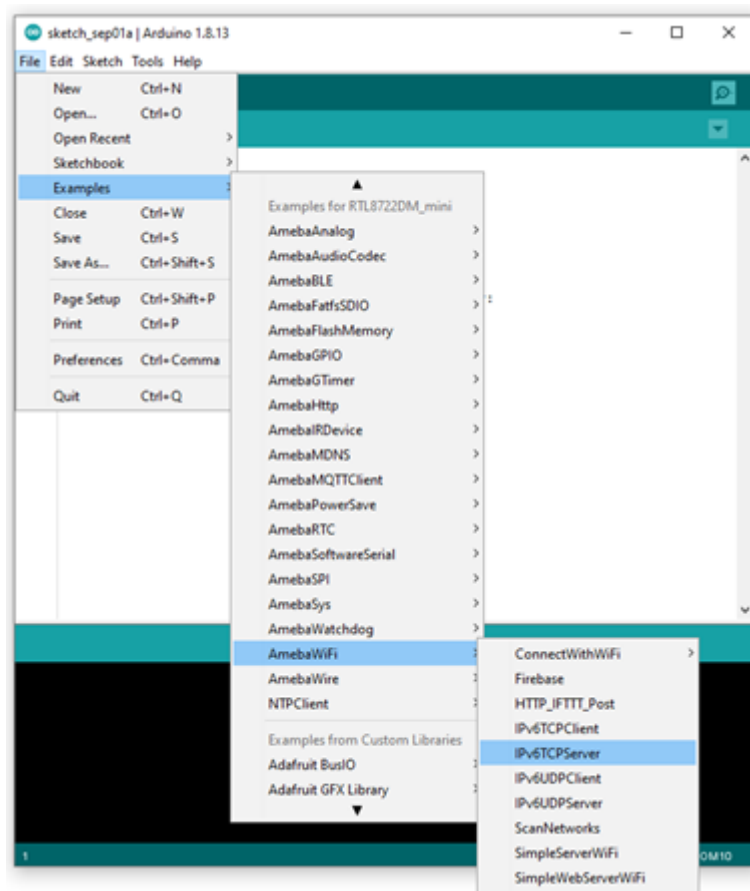 sketch_sep01a | Arduino 1.8.13
File Edit Sketch Tools Help
New Ctrl+N
Open... Ctrl+O
Open Recent
Sketchbook
Examples
Close Ctrl+W
Save Ctrl+S
Save As... Ctrl+Shift+S
Page Setup Ctrl+Shift+P
Print Ctrl+P
Preferences Ctrl+Comma
Quit Ctrl+Q
Examples for RTL8722DM_mini
AmebaAnalog
AmebaAudioCodec
AmebaBLE
AmebaFatfsSDIO
AmebaFlashMemory
AmebaGPIO
AmebaGTimer
AmebaHttp
AmebaIRDevice
AmebaMDNS
AmebaMQTTClient
AmebaPowerSave
AmebaRTC
AmebaSoftwareSerial
AmebaSPI
AmebaSys
AmebaWatchdog
AmebaWiFi
AmebaWire
NTPClient
Examples from Custom Libraries
Adafruit BusIO
Adafruit GFX Library
ConnectWithWiFi
Firebase
HTTP_IFTTT_Post
IPv6TCPClient
IPv6TCPServer
IPv6UDPClient
IPv6UDPServer
ScanNetworks
SimpleServerWiFi
SimpleWebServerWiFi
1
OM10